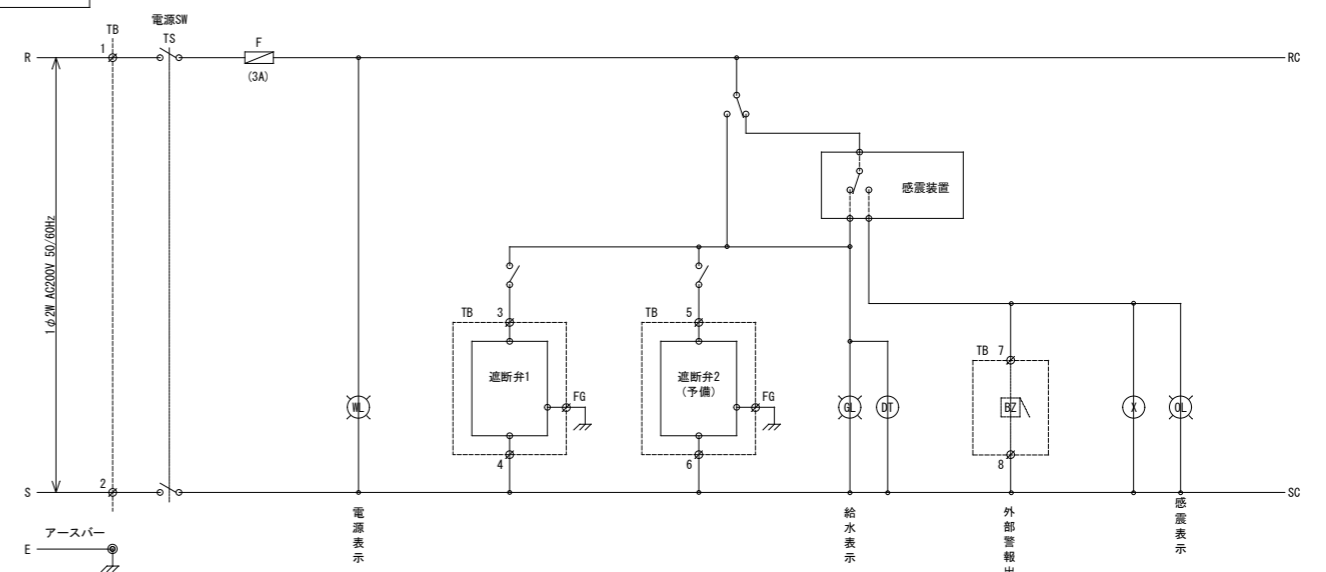 電源SW
TB
TS
F
R
1
(3A)
RC
感震装置
1φ2W AC200V 50/60Hz
TB 3
TB 5
TB 7
遮断弁1
遮断弁2
(予備)
FG
FG
WL
GL
DT
BZ
X
OL
4
6
8
S
2
SC
電源表示
給水表示
外部警報出
感震表示
アースバー
E